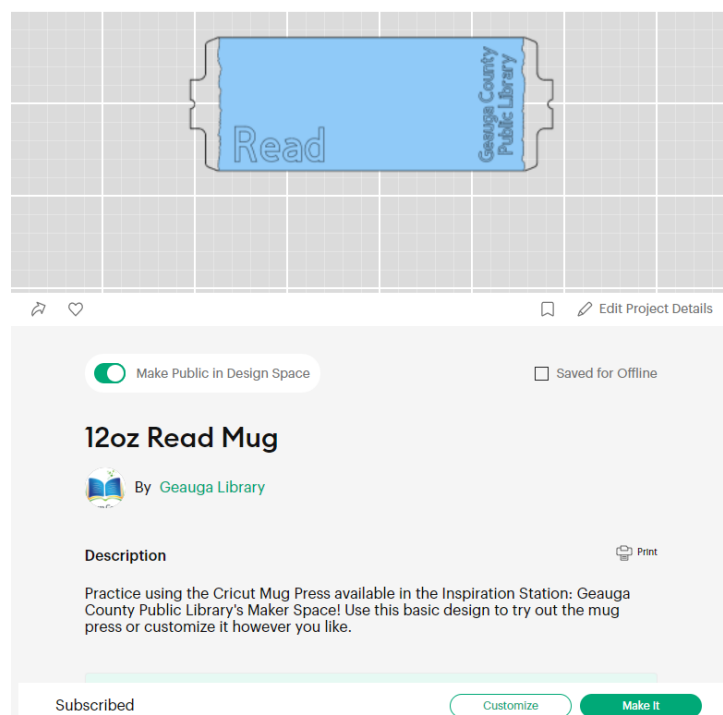 Read
Geauga County
Public Library
Edit Project Details
Make Public in Design Space
Saved for Offline
12oz Read Mug
By Geauga Library
Description
Print
Practice using the Cricut Mug Press available in the Inspiration Station: Geauga
County Public Library's Maker Space! Use this basic design to try out the mug
press or customize it however you like.
Subscribed
Customize
Make It